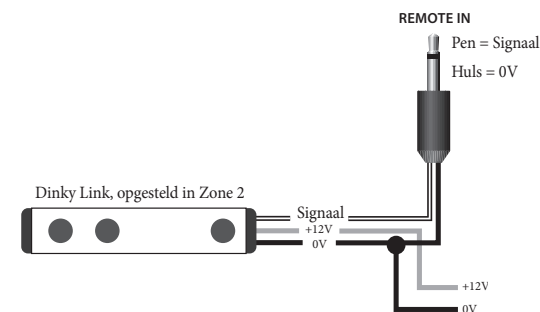 REMOTE IN
Pen = Signaal
Huls = 0V
Dinky Link, opgesteld in Zone 2
Signaal
+12V
0V
+12V
0V